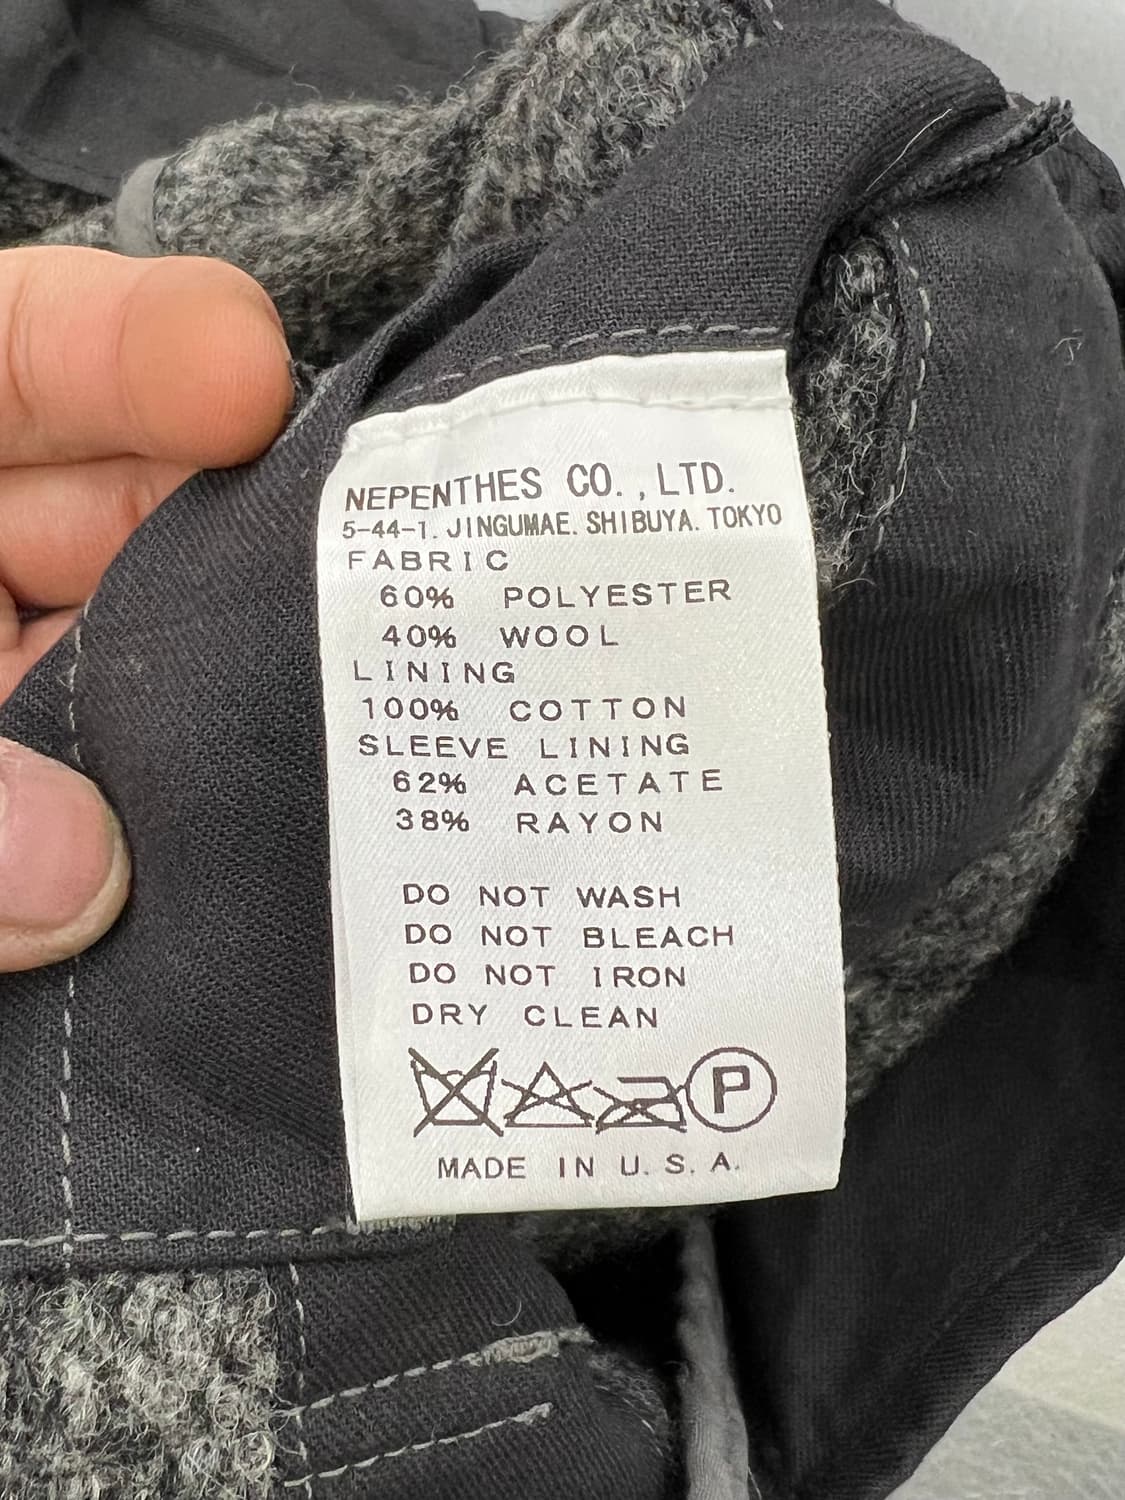 NEPENTHES CO.,LTD.
5-44-1. JINGUMAE. SHIBUYA. TOKYO
FABRIC
60% POLYESTER
40% WOOL
LINING
100% COTTON
SLEEVE LINING
62% ACETATE
38% RAYON
DO NOT WASH
DO NOT BLEACH
DO NOT IRON
DRY CLEAN
P
MADE IN U.S.A.